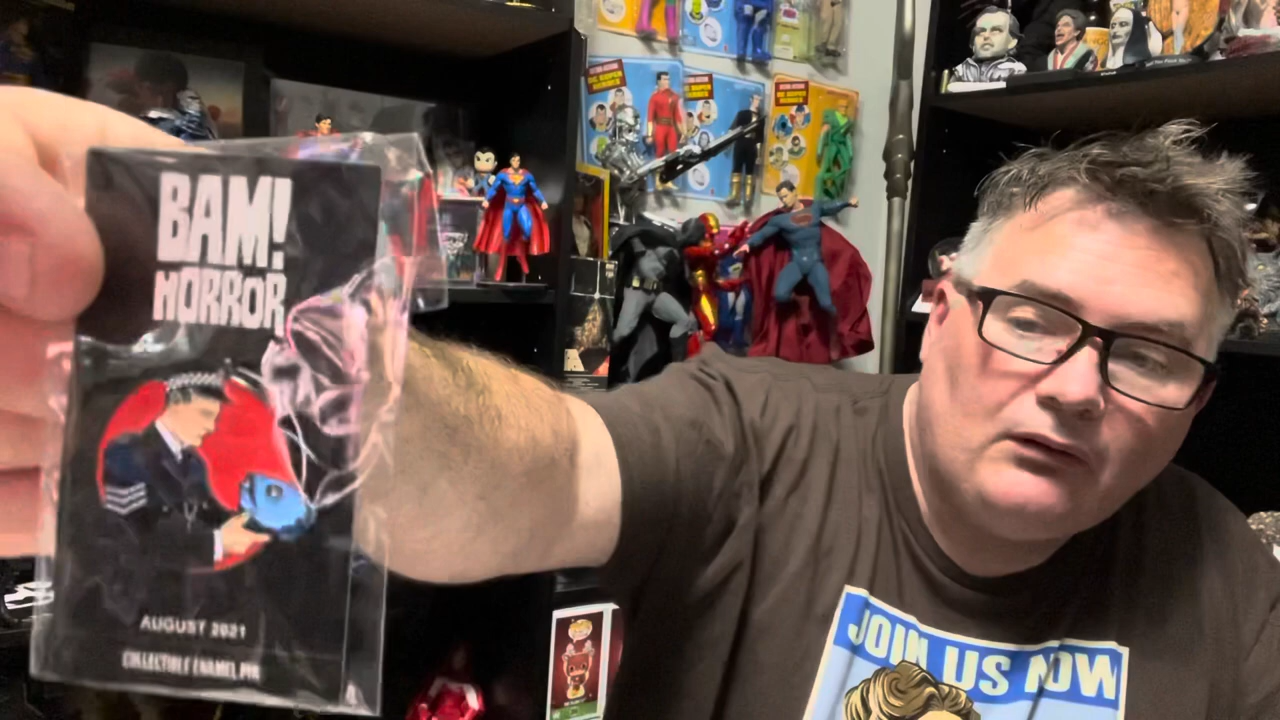 BAM!
HORROR
AUGUST 2021
COLLECTIBLE ENAMEL PIN
JOIN US NOW